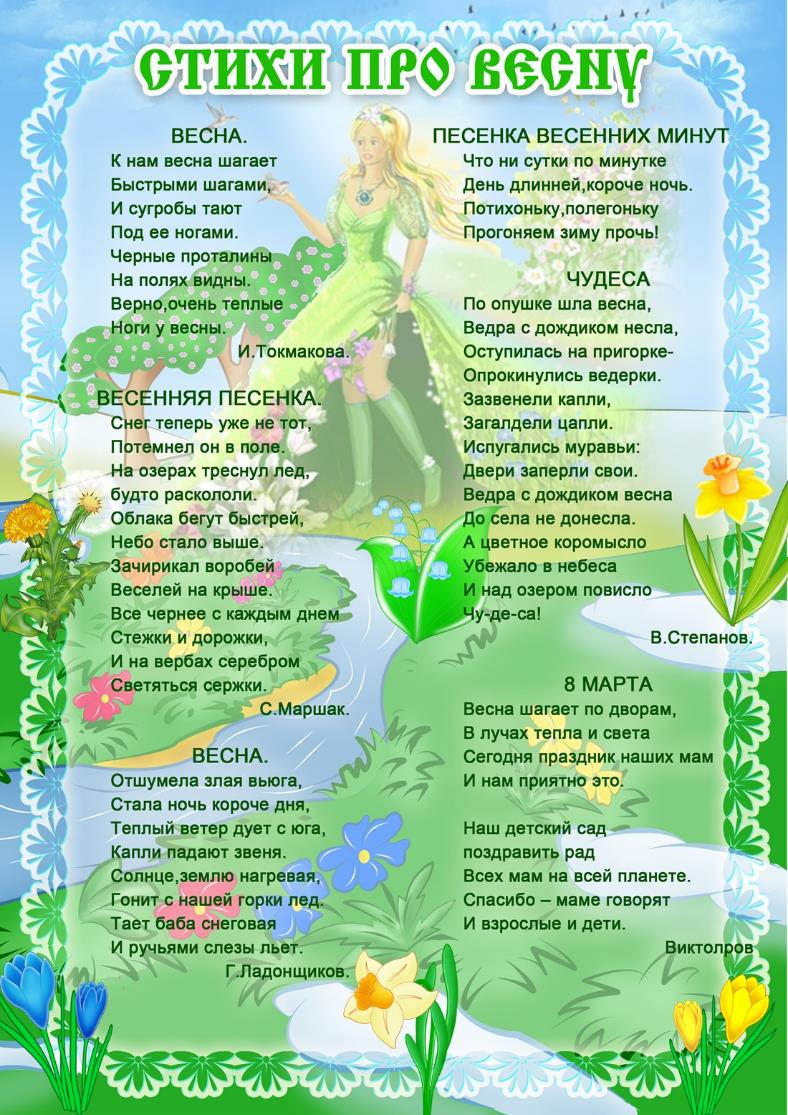 СТИХИ ПРО ВЕСНУ
ВЕСНА.
К нам весна шагает
Быстрыми шагами,
И сугробы тают
Под ее ногами.
Черные проталины
На полях видны.
Верно,очень теплые
Ноги у весны.
И.Токмакова.
ВЕСЕННЯЯ ПЕСЕНКА.
Снег теперь уже не тот,
Потемнел он в поле.
На озерах треснул лед,
будто раскололи.
Облака бегут быстрей,
Небо стало выше.
Зачирикал воробей
Веселей на крыше.
Все чернее с каждым днем
Стежки и дорожки,
И на вербах серебром
Светяться сержки.
С.Маршак.
ВЕСНА.
Отшумела злая вьюга,
Стала ночь короче дня,
Теплый ветер дует с юга,
Капли падают звеня.
Солнце,землю нагревая,
Гонит с нашей горки лед.
Тает баба снеговая
И ручьями слезы льет.
Г.Ладонщиков.
ПЕСЕНКА ВЕСЕННИХ МИНУТ
Что ни сутки по минутке
День длинней,короче ночь.
Потихоньку,полегоньку
Прогоняем зиму прочь!
ЧУДЕСА
По опушке шла весна,
Ведра с дождиком несла,
Оступилась на пригорке-
Опрокинулись ведерки.
Зазвенели капли,
Загалдели цапли.
Испугались муравьи:
Двери заперли свои.
Ведра с дождиком весна
До села не донесла.
А цветное коромысло
Убежало в небеса
И над озером повисло
Чу-де-са!
В.Степанов.
8 МАРТА
Весна шагает по дворам,
В лучах тепла и света
Сегодня праздник наших мам
И нам приятно это.
Наш детский сад
поздравить рад
Всех мам на всей планете.
Спасибо – маме говорят
И взрослые и дети.
Виктолров